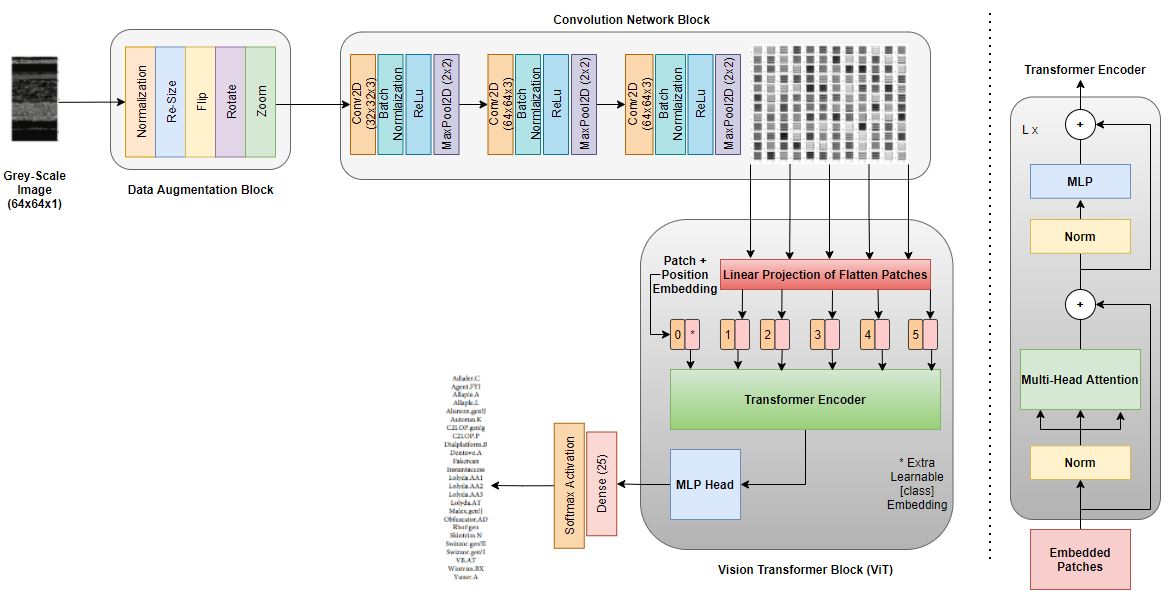 Convolution Network Block
Grey-Scale
Image
(64x64x1)
Normalization
Re-Size
Flip
Rotate
Zoom
Data Augmentation Block
Conv2D
(32x32x3)
Batch
Normlaization
ReLu
MaxPool2D (2x2)
Conv2D
(64x64x3)
Batch
Normlaization
ReLu
MaxPool2D (2x2)
Conv2D
(64x64x3)
Batch
Normlaization
ReLu
MaxPool2D (2x2)
Patch +
Position
Embedding
Linear Projection of Flatten Patches
0 *
1
2
3
4
5
Transformer Encoder
MLP Head
* Extra
Learnable
[class]
Embedding
Vision Transformer Block (ViT)
Dense (25)
Softmax Activation
Adialer.C
Agent.FYI
Allaple.A
Allaple.L
Alueron.gen!J
Autorun.K
C2LOP.gen!g
C2LOP.P
Dialplatform.B
Dontovo.A
Fakerean
Instantaccess
Lolyda.AA1
Lolyda.AA2
Lolyda.AA3
Lolyda.AT
Malex.gen!J
Obfuscator.AD
Rbot!gen
Skintrim.N
Swizzor.gen!E
Swizzor.gen!I
VB.AT
Wintrim.BX
Yuner.A
Transformer Encoder
L x
+
MLP
Norm
+
Multi-Head Attention
Norm
Embedded
Patches